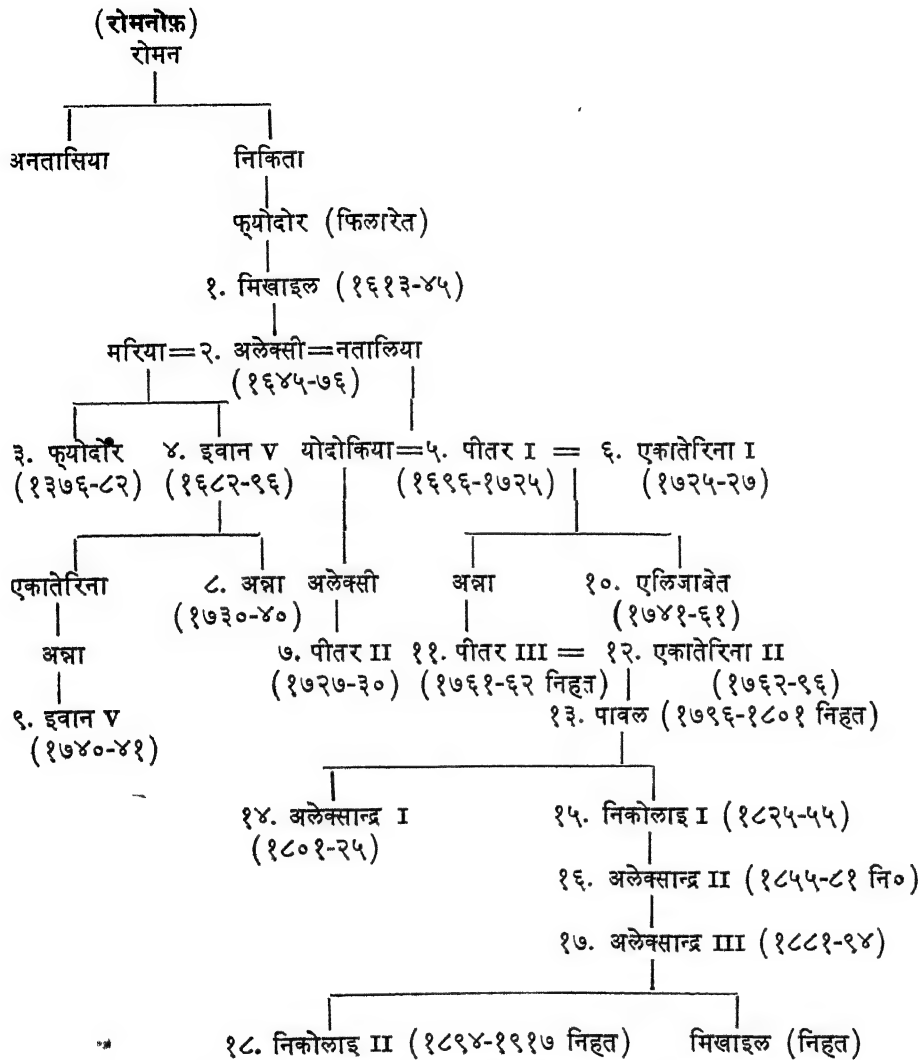 (रोमनोफ़)
रोमन
अनतासिया निकिता
फ्योदोर (फिलारेत)
१. मिखाइल (१६१३-४५)
मरिया=२. अलेक्सी=नतालिया
(१६४५-७६)
३. फ्योदोर ४. इवान V योदोकिया=५. पीतर I = ६. एकातेरिना I
(१३७६-८२) (१६८२-९६) (१६९६-१७२५) (१७२५-२७)
एकातेरिना ८. अन्ना अलेक्सी अन्ना १०. एलिजाबेत
(१७३०-४०) (१७४१-६१)
अन्ना ७. पीतर II ११. पीतर III = १२. एकातेरिना II
(१७२७-३०) (१७६१-६२ निहत) (१७६२-९६)
९. इवान V १३. पावल (१७९६-१८०१ निहत)
(१७४०-४१)
१४. अलेक्सान्द्र I १५. निकोलाइ I (१८२५-५५)
(१८०१-२५)
१६. अलेक्सान्द्र II (१८५५-८१ नि०)
१७. अलेक्सान्द्र III (१८८१-९४)
१८. निकोलाइ II (१८९४-१९१७ निहत) मिखाइल (निहत)